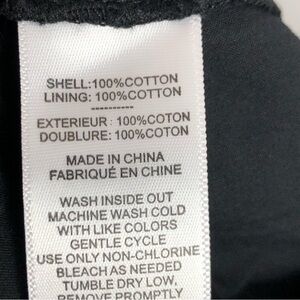 SHELL:100%COTTON
LINING: 100%COTTON
----------
EXTERIEUR : 100%COTON
DOUBLURE: 100%COTON
MADE IN CHINA
FABRIQUÉ EN CHINE
WASH INSIDE OUT
MACHINE WASH COLD
WITH LIKE COLORS
GENTLE CYCLE
USE ONLY NON-CHLORINE
BLEACH AS NEEDED
TUMBLE DRY LOW,
REMOVE PROMPTLY